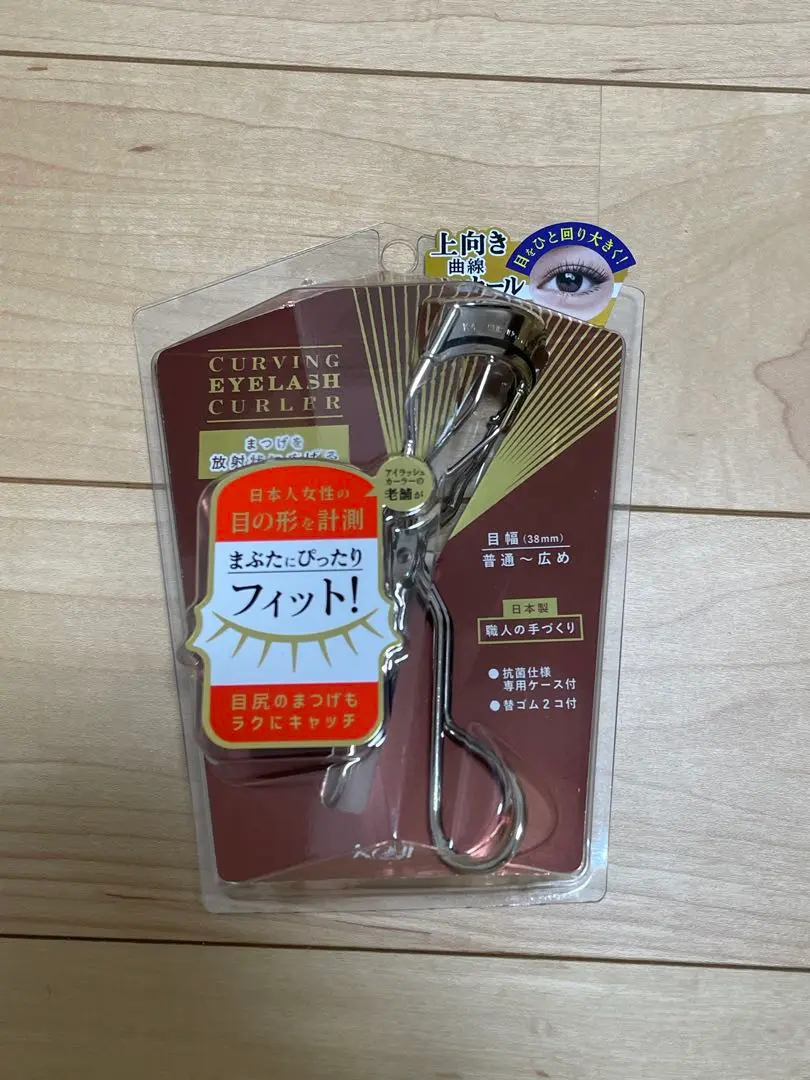 上向き
曲線
ール
目をひと回り大きく!
CURVING
EYELASH
CURLER
まつげを
アイラッシュ
カーラーの
老舗が
日本人女性の
目の形を計測
まぶたにぴったり
フィット!
目尻のまつげも
ラクにキャッチ
目幅(38mm)
普通〜広め
日本製
職人の手づくり
●抗菌仕様
専用ケース付
●替ゴム2コ付
KOJI